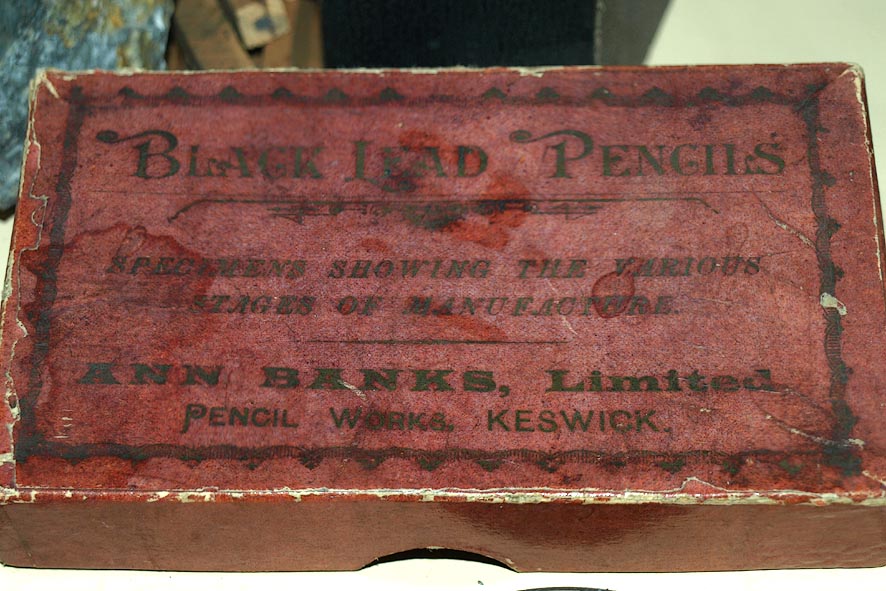 BLACK LEAD PENCILS
SPECIMENS SHOWING THE VARIOUS
STAGES OF MANUFACTURE.
ANN BANKS, Limited
PENCIL WORKS, KESWICK.